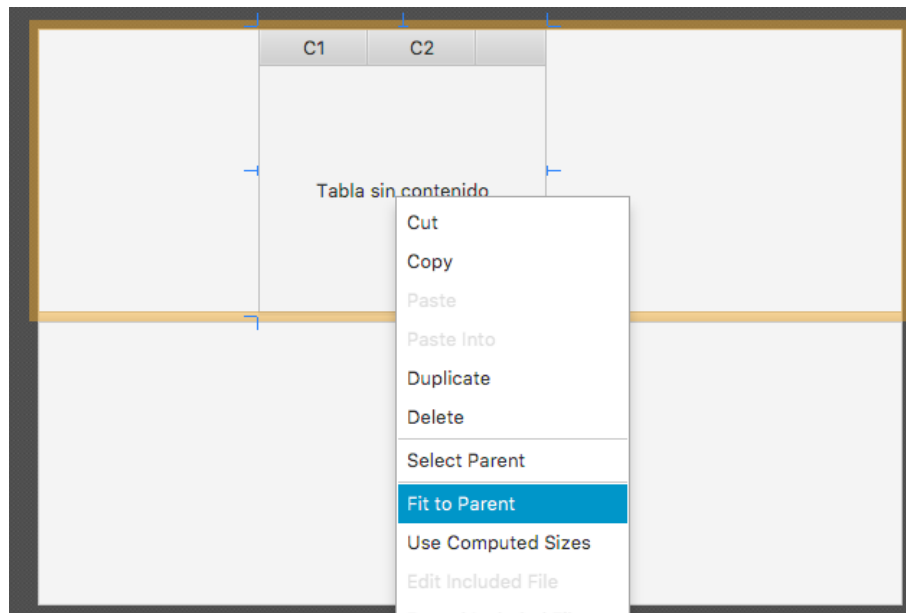 C1 C2
Tabla sin contenido
Cut
Copy
Paste
Paste Into
Duplicate
Delete
Select Parent
Fit to Parent
Use Computed Sizes
Edit Included File